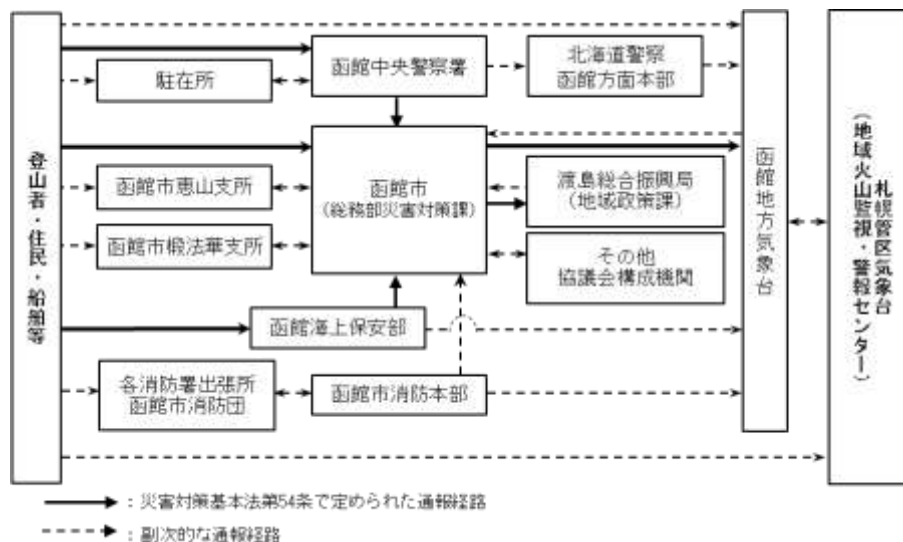 登山者・住民・船舶等
函館中央警察署
北海道警察
函館方面本部
駐在所
函館市
（総務部災害対策課）
函館市恵山支所
函館市椴法華支所
渡島総合振興局
（地域政策課）
その他
協議会構成機関
函館海上保安部
各消防署出張所
函館市消防団
函館市消防本部
函館地方気象台
札幌管区気象台
（地域火山監視・警報センター）
：災害対策基本法第54条で定められた通報経路
：副次的な通報経路